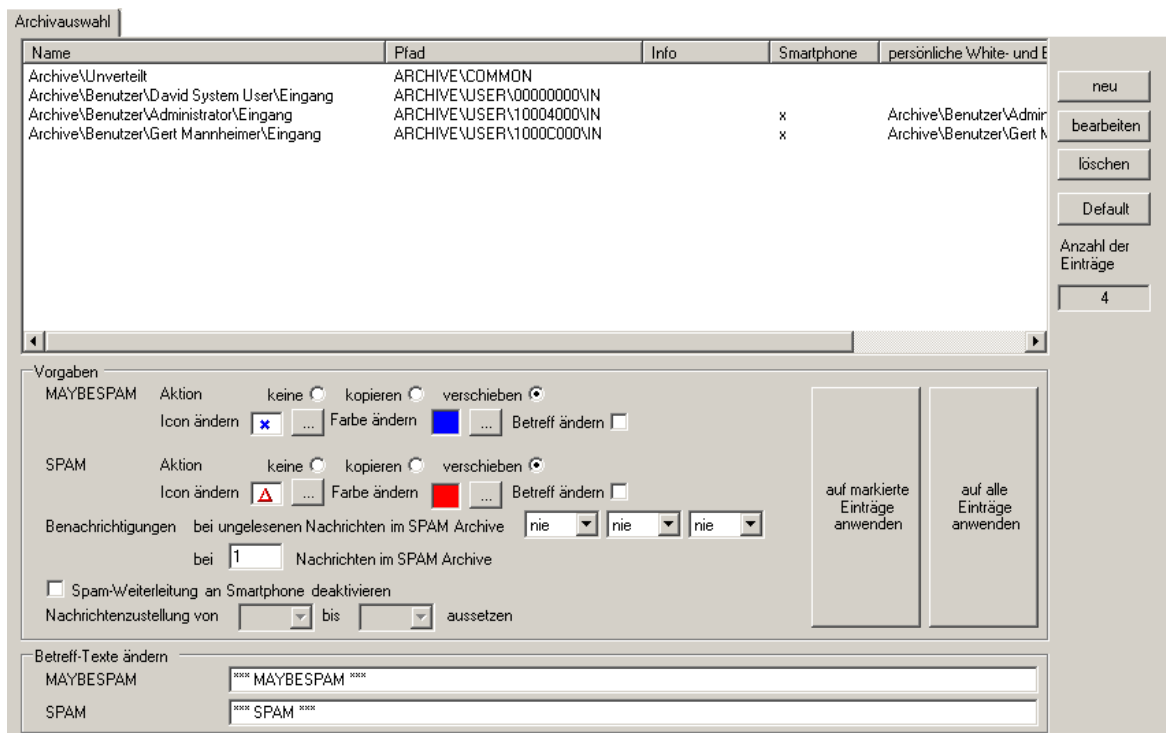 Archivauswahl
Name Pfad Info Smartphone persönliche White- und B
Archive\Unverteilt ARCHIVE\COMMON
Archive\Benutzer\David System User\Eingang ARCHIVE\USER\00000000\IN
Archive\Benutzer\Administrator\Eingang ARCHIVE\USER\10004000\IN x Archive\Benutzer\Admin
Archive\Benutzer\Gert Mannheimer\Eingang ARCHIVE\USER\1000C000\IN x Archive\Benutzer\Gert M
neu
bearbeiten
löschen
Default
Anzahl der
Einträge
4
Vorgaben
MAYBESPAM Aktion keine kopieren verschieben
Icon ändern ... Farbe ändern ... Betreff ändern
SPAM Aktion keine kopieren verschieben
Icon ändern ... Farbe ändern ... Betreff ändern
Benachrichtigungen bei ungelesenen Nachrichten im SPAM Archive nie nie nie
bei 1 Nachrichten im SPAM Archive
Spam-Weiterleitung an Smartphone deaktivieren
Nachrichtenzustellung von bis aussetzen
auf markierte
Einträge
anwenden
auf alle
Einträge
anwenden
Betreff-Texte ändern
MAYBESPAM *** MAYBESPAM ***
SPAM *** SPAM ***